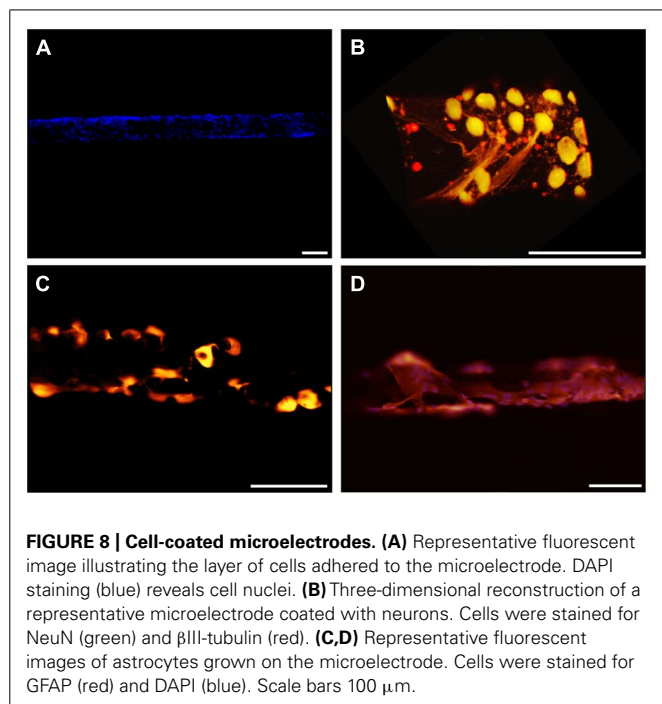 A
B
C
D
FIGURE 8 | Cell-coated microelectrodes. (A) Representative fluorescent
image illustrating the layer of cells adhered to the microelectrode. DAPI
staining (blue) reveals cell nuclei. (B) Three-dimensional reconstruction of a
representative microelectrode coated with neurons. Cells were stained for
NeuN (green) and βIII-tubulin (red). (C,D) Representative fluorescent
images of astrocytes grown on the microelectrode. Cells were stained for
GFAP (red) and DAPI (blue). Scale bars 100 μm.